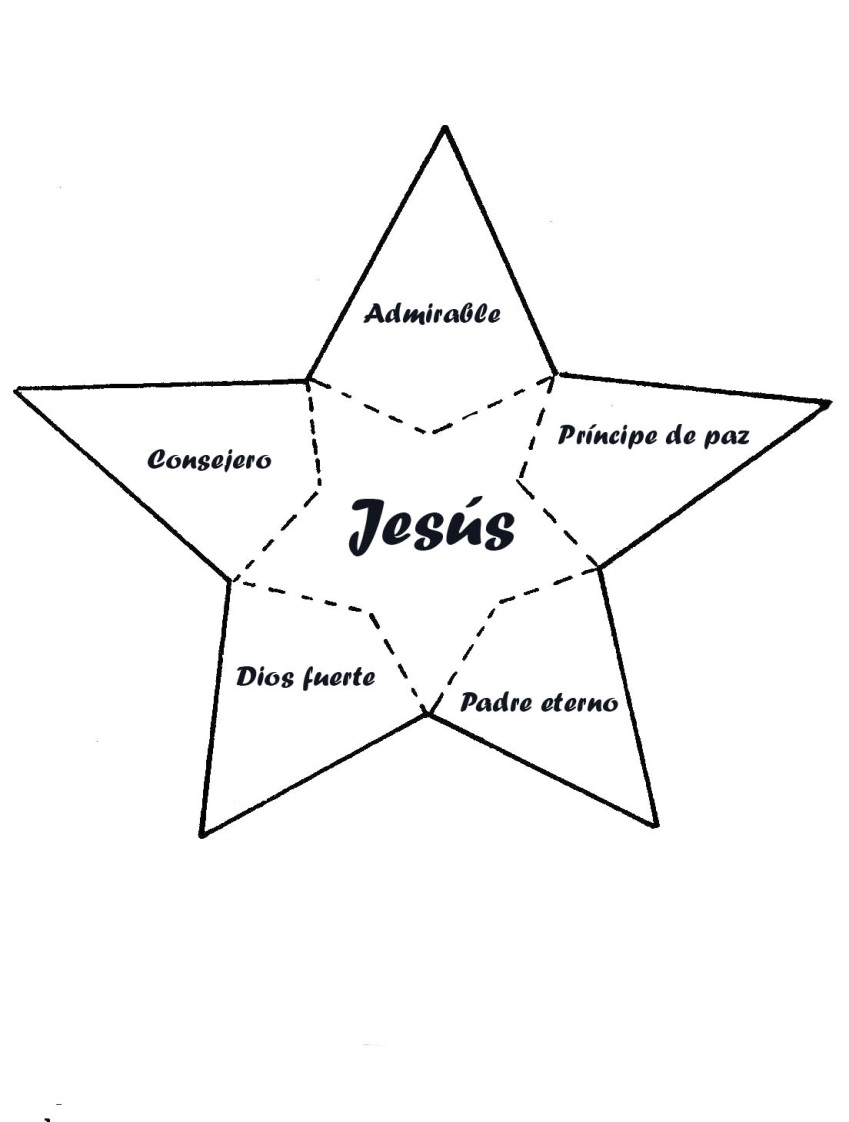 Admirable
Príncipe de paz
Consejero
Jesús
Dios fuerte
Padre eterno